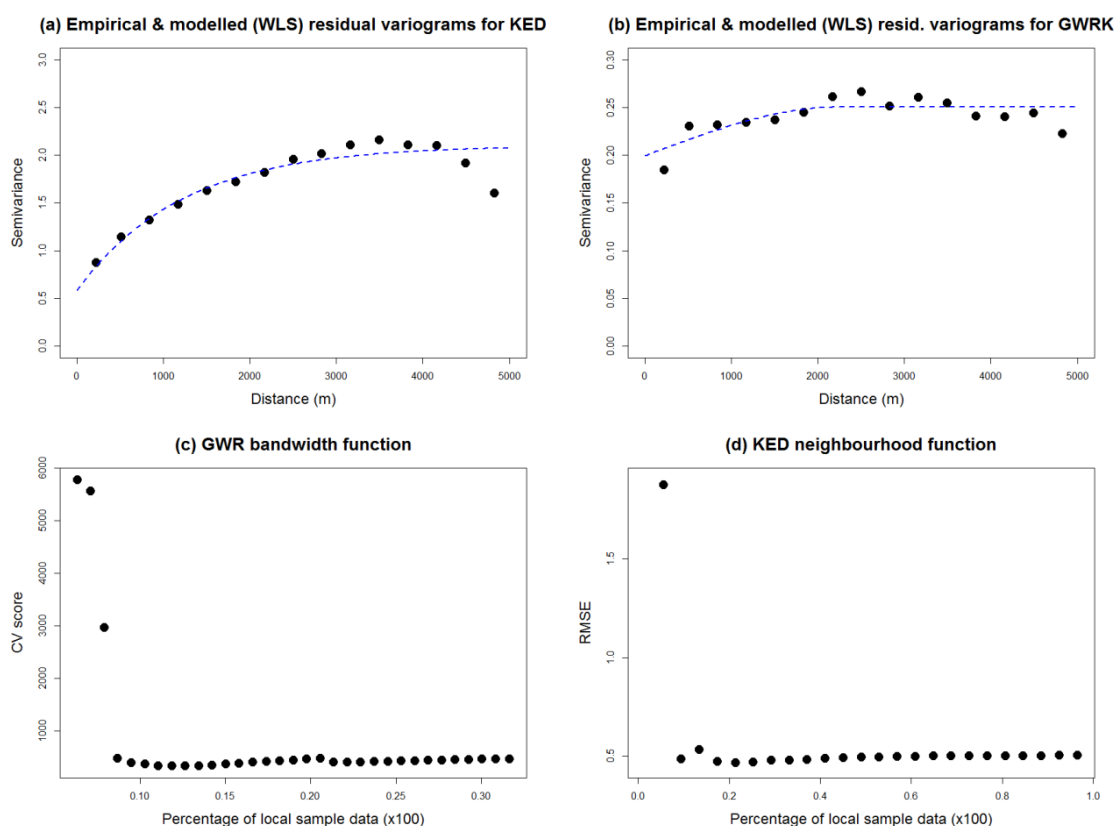 (a) Empirical & modelled (WLS) residual variograms for KED
Semivariance
3.0
2.5
2.0
1.5
1.0
0.5
0.0
0 1000 2000 3000 4000 5000
Distance (m)
(b) Empirical & modelled (WLS) resid. variograms for GWRK
Semivariance
0.30
0.25
0.20
0.15
0.10
0.05
0.00
0 1000 2000 3000 4000 5000
Distance (m)
(c) GWR bandwidth function
CV score
6000
5000
4000
3000
2000
1000
0.10 0.15 0.20 0.25 0.30
Percentage of local sample data (x100)
(d) KED neighbourhood function
RMSE
1.5
1.0
0.5
0.0 0.2 0.4 0.6 0.8 1.0
Percentage of local sample data (x100)